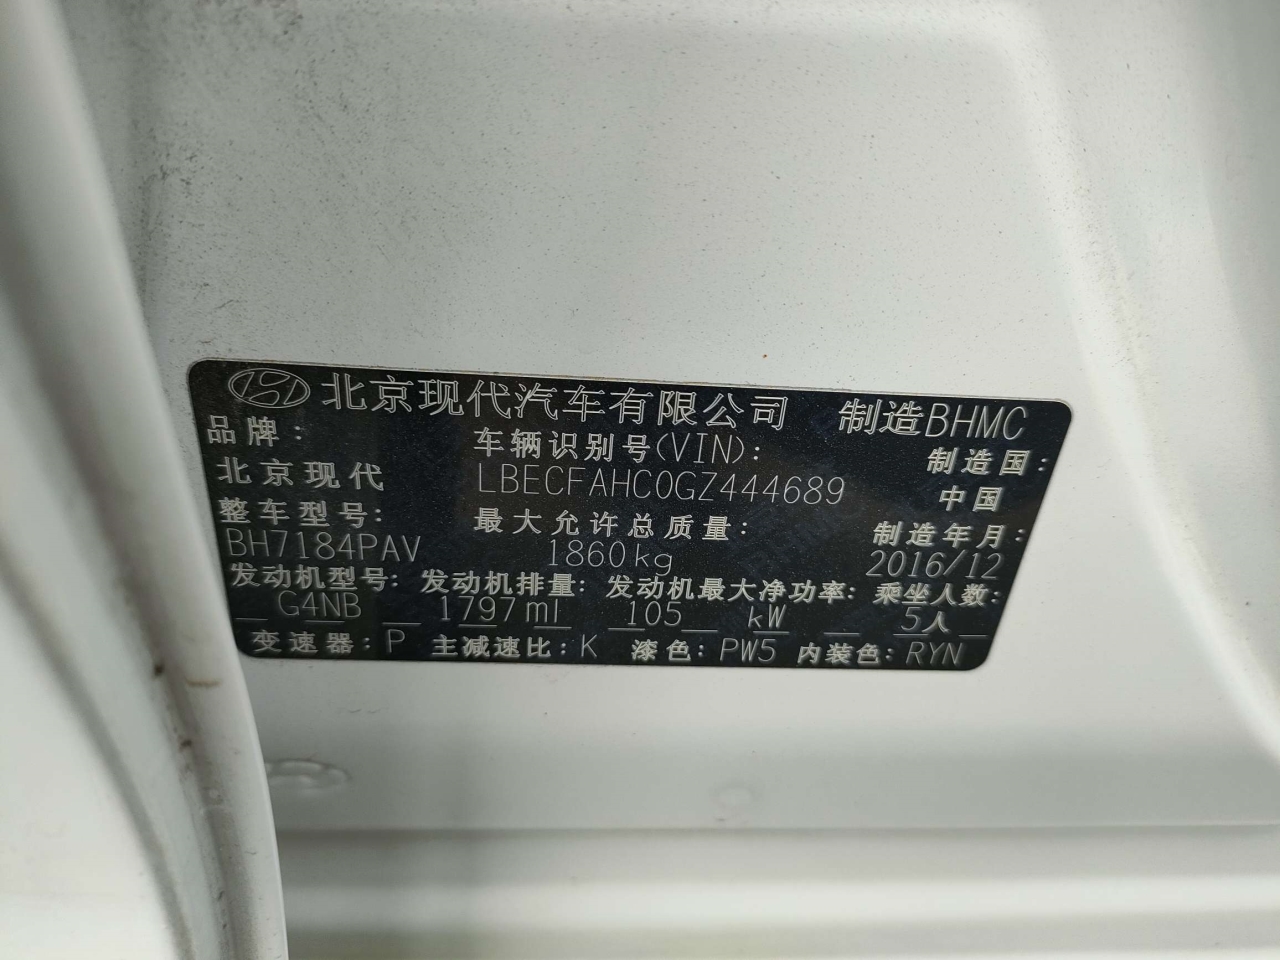 北京现代汽车有限公司 制造BHMC
品牌: 车辆识别号(VIN): 制造国:
北京现代 LBECFAHC0GZ444689 中国
整车型号: 最大允许总质量: 制造年月:
BH7184PAV 1860kg 2016/12
发动机型号: 发动机排量: 发动机最大净功率: 乘坐人数:
G4NB 1797ml 105 kW 5人
变速器: P 主减速比: K 漆色: PW5 内装色: RYN